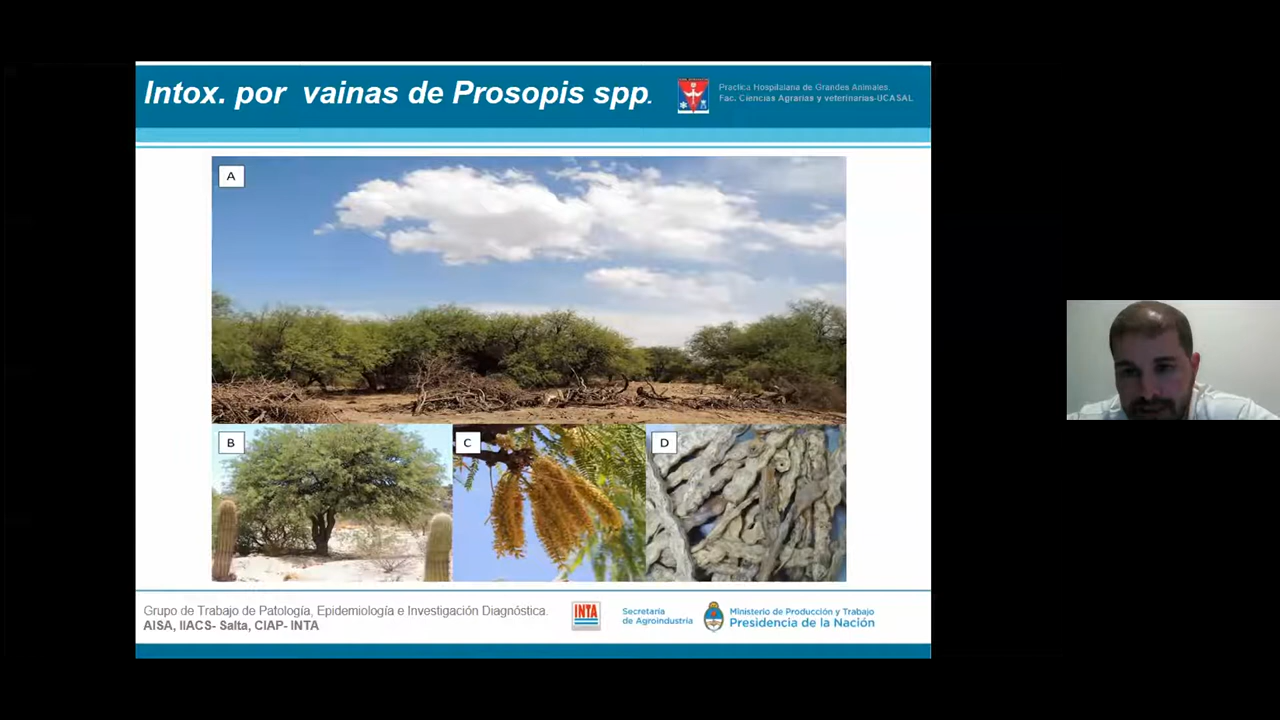 Intox. por vainas de Prosopis spp.
Practica Hospitalaria de Grandes Animales.
Fac. Ciencias Agrarias y veterinarias-UCASAL
A
B
C
D
Grupo de Trabajo de Patología, Epidemiología e Investigación Diagnóstica.
AISA, IIACS- Salta, CIAP- INTA
INTA
Secretaría
de Agroindustria
Ministerio de Producción y Trabajo
Presidencia de la Nación